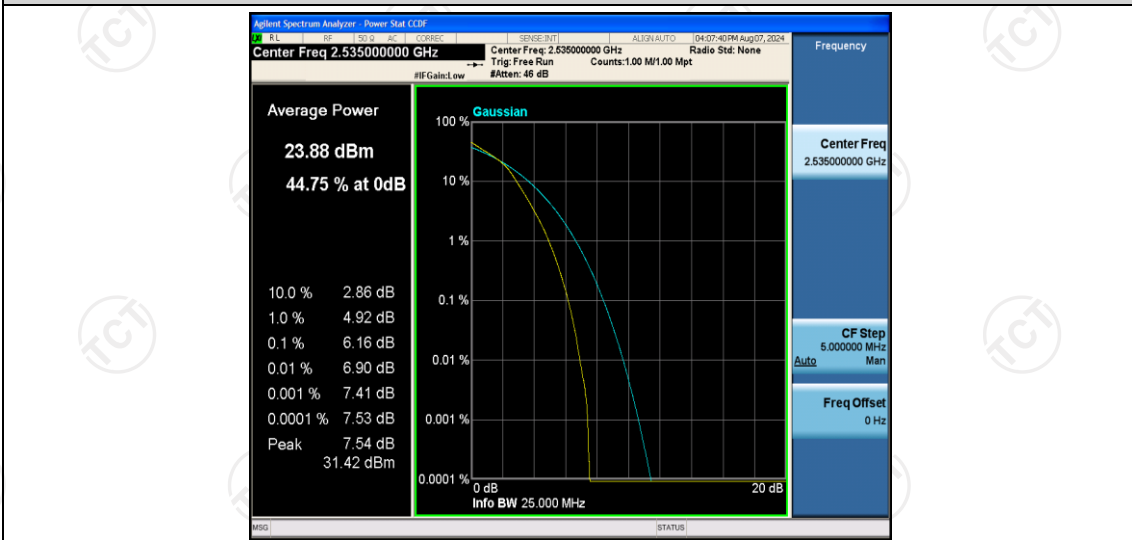 Agilent Spectrum Analyzer - Power Stat CCDF
RL RF 50 Ω AC CORREC SENSE:INT ALIGN AUTO 04:07:40 PM Aug 07, 2024
Center Freq 2.535000000 GHz
Center Freq: 2.535000000 GHz Radio Std: None
Trig: Free Run Counts:1.00 M/1.00 Mpt
#IFGain:Low #Atten: 46 dB
Frequency
Average Power
23.88 dBm
44.75 % at 0dB
10.0 % 2.86 dB
1.0 % 4.92 dB
0.1 % 6.16 dB
0.01 % 6.90 dB
0.001 % 7.41 dB
0.0001 % 7.53 dB
Peak 7.54 dB
31.42 dBm
Gaussian
100 %
10 %
1 %
0.1 %
0.01 %
0.001 %
0.0001 %
0 dB 20 dB
Info BW 25.000 MHz
Center Freq
2.535000000 GHz
CF Step
5.000000 MHz
Auto Man
Freq Offset
0 Hz
MSG STATUS
TCT
TCT
TCT
TCT